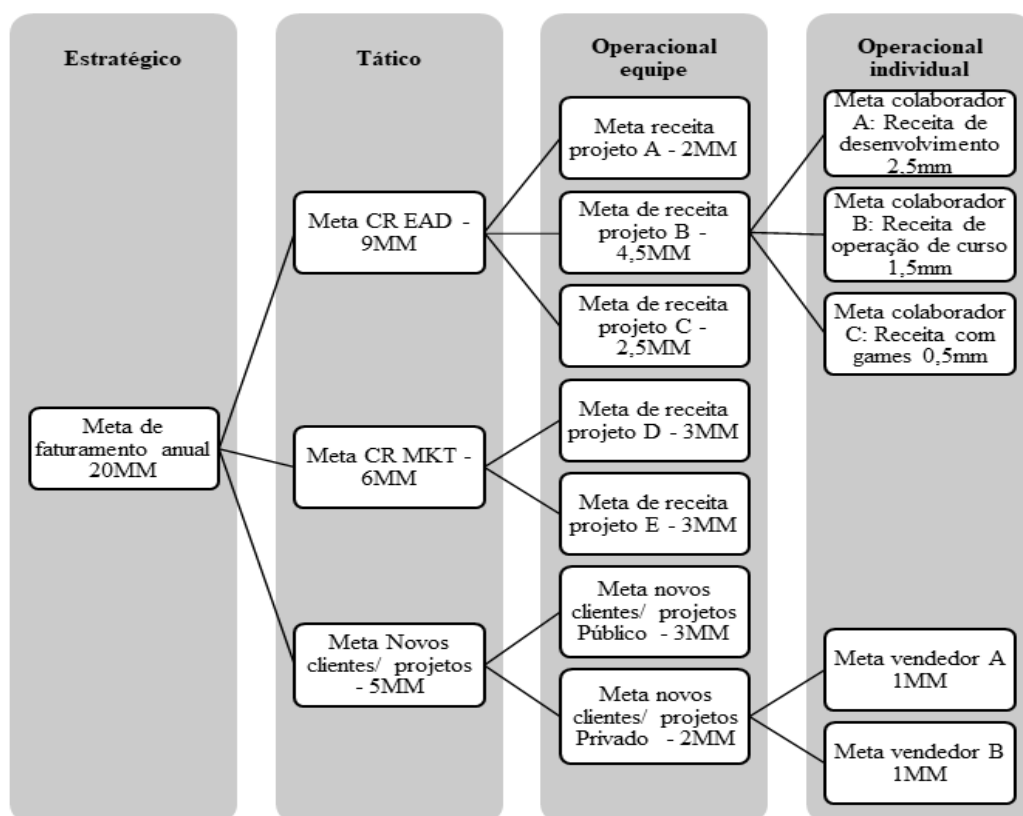 Estratégico
Meta de
faturamento anual
20MM
Tático
Meta CR EAD -
9MM
Meta CR MKT -
6MM
Meta Novos
clientes/ projetos
- 5MM
Operacional
equipe
Meta receita
projeto A - 2MM
Meta de receita
projeto B -
4,5MM
Meta de receita
projeto C -
2,5MM
Meta de receita
projeto D - 3MM
Meta de receita
projeto E - 3MM
Meta novos
clientes/ projetos
Público - 3MM
Meta novos
clientes/ projetos
Privado - 2MM
Operacional
individual
Meta colaborador
A: Receita de
desenvolvimento
2,5mm
Meta colaborador
B: Receita de
operação de curso
1,5mm
Meta colaborador
C: Receita com
games 0,5mm
Meta vendedor A
1MM
Meta vendedor B
1MM